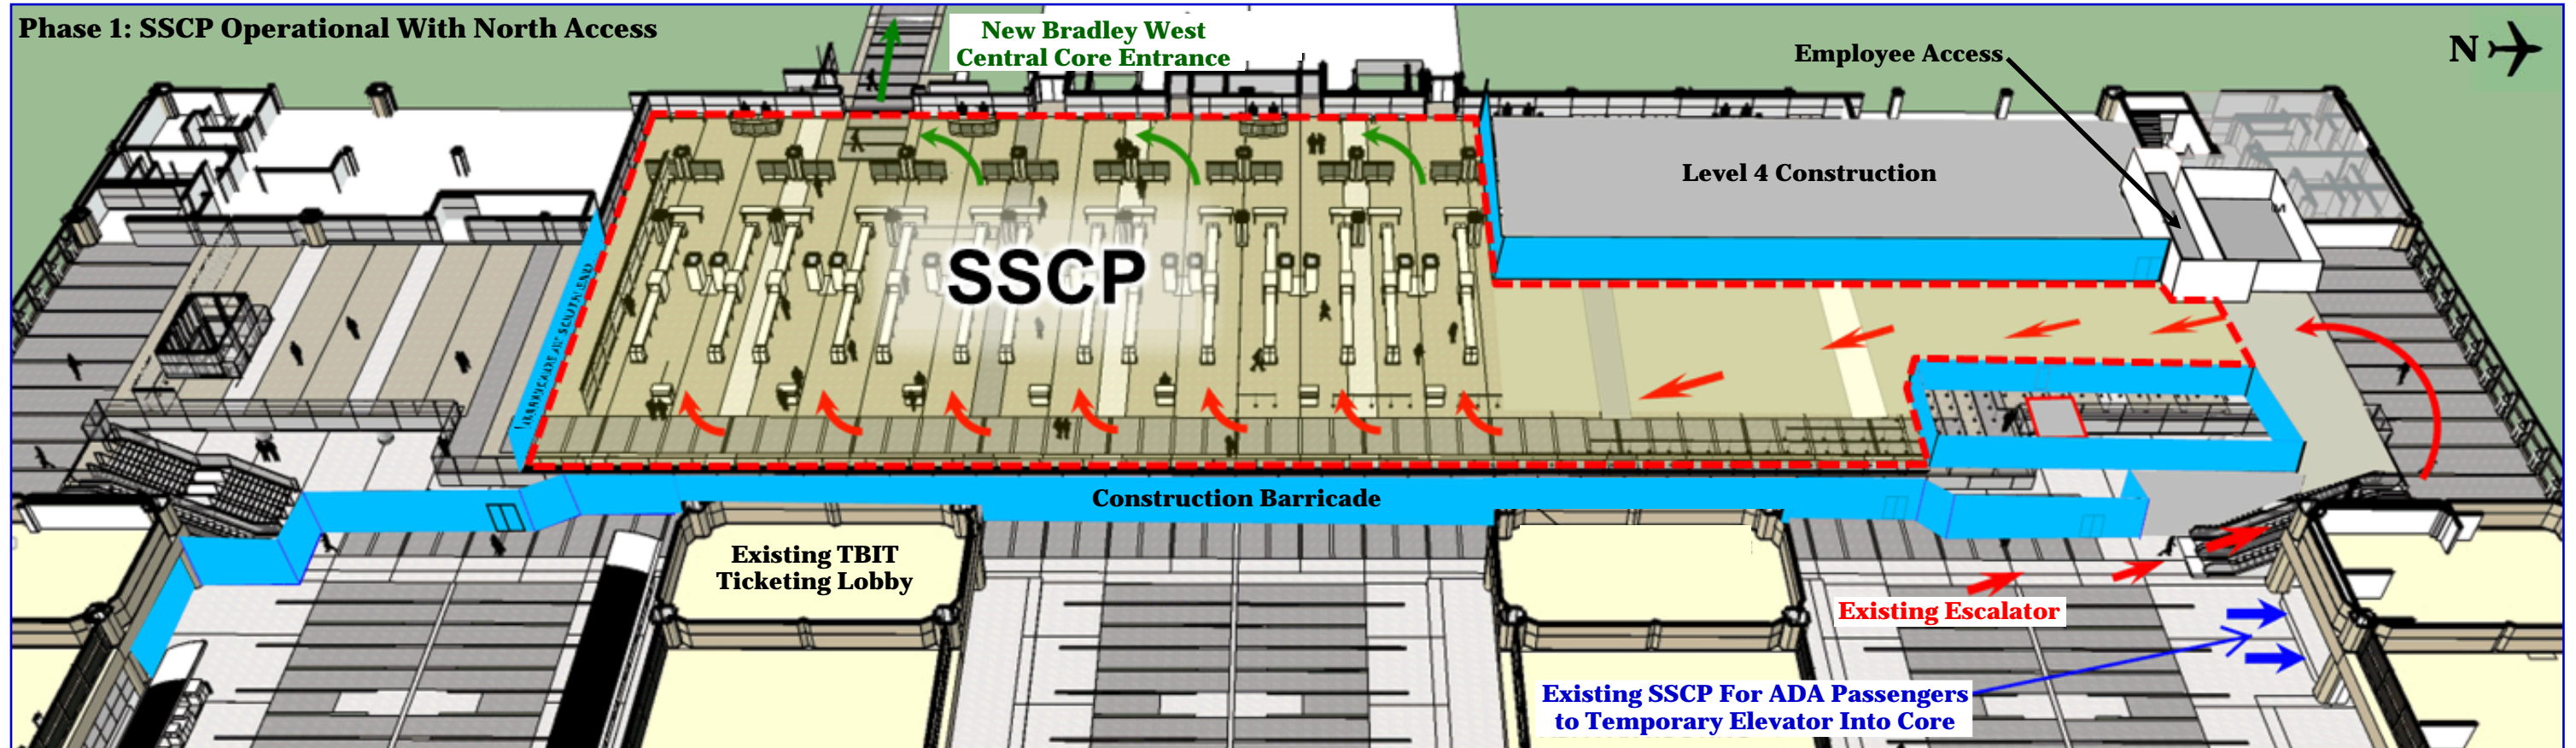 Phase 1: SSCP Operational With North Access
New Bradley West
Central Core Entrance
Employee Access
N
Level 4 Construction
SSCP
Construction Barricade
Existing TBIT
Ticketing Lobby
Existing Escalator
Existing SSCP For ADA Passengers
to Temporary Elevator Into Core